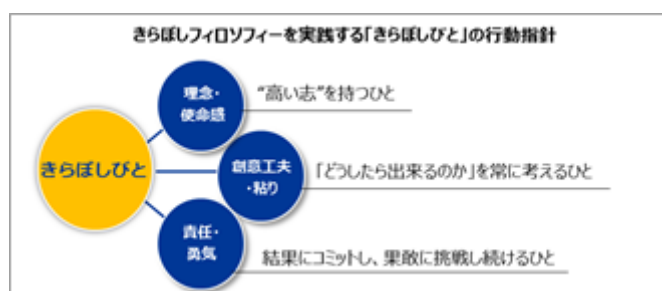 きらぼしフィロソフィーを実践する「きらぼしびと」の行動指針
理念・
使命感
“高い志”を持つひと
きらぼしびと
創意工夫
・粘り
「どうしたら出来るのか」を常に考えるひと
責任・
勇気
結果にコミットし、果敢に挑戦し続けるひと